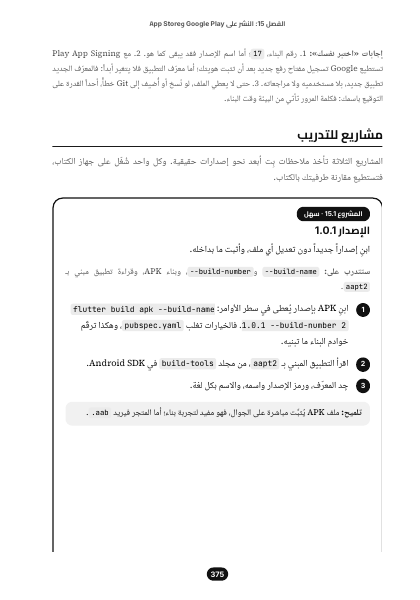 الفصل 15: النشر على App Storeو Google Play
إجابات «اختبر نفسك»: 1. رقم البناء، 17؛ أما اسم الإصدار فقد يبقى كما هو. 2. مع Play App Signing
تستطيع Google تسجيل مفتاح رفع جديد بعد أن تثبت هويتك؛ أما معرّف التطبيق فلا يتغير أبداً: فالمعرف الجديد
تطبيق جديد، بلا مستخدميه ولا مراجعاته. 3. حتى لا يعطي الملف، لو نُسخ أو أُضيف إلى Git خطأً، أحداً القدرة على
التوقيع باسمك: فكلمة المرور تأتي من البيئة وقت البناء.
مشاريع للتدريب
المشاريع الثلاثة تأخذ ملاحظات بِت أبعد نحو إصدارات حقيقية. وكل واحد شُغّل على جهاز الكتاب،
فتستطيع مقارنة طرفيتك بالكتاب.
المشروع 15.1 · سهل
الإصدار 1.0.1
ابنِ إصداراً جديداً دون تعديل أي ملف، وأثبت ما بداخله.
ستتدرب على: --build-name و--build-number، وبناء APK، وقراءة تطبيق مبني بـ
aapt2.
1 ابنِ APK بإصدار يُعطى في سطر الأوامر: flutter build apk --build-name
1.0.1 --build-number 2. فالخيارات تغلب pubspec.yaml، وهكذا ترقّم
خوادم البناء ما تبنيه.
2 اقرأ التطبيق المبني بـ aapt2، من مجلد build-tools في Android SDK.
3 جِد المعرّف، ورمز الإصدار واسمه، والاسم بكل لغة.
تلميح: ملف APK يُثبَّت مباشرة على الجوال، فهو مفيد لتجربة بناء؛ أما المتجر فيريد .aab.
375